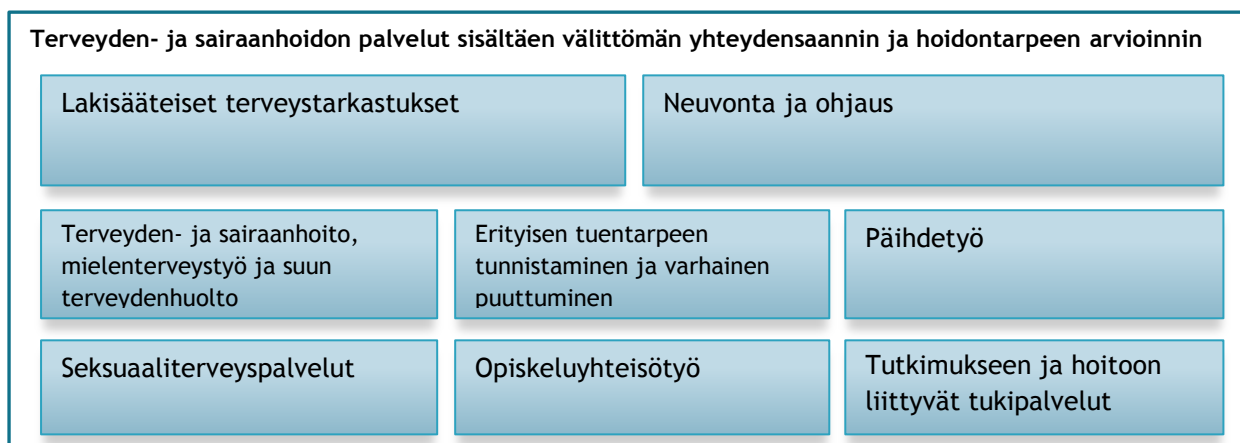 Terveyden- ja sairaanhoidon palvelut sisältäen välittömän yhteydensaannin ja hoidontarpeen arvioinnin
Lakisääteiset terveystarkastukset
Neuvonta ja ohjaus
Terveyden- ja sairaanhoito,
mielenterveystyö ja suun
terveydenhuolto
Erityisen tuentarpeen
tunnistaminen ja varhainen
puuttuminen
Päihdetyö
Seksuaaliterveyspalvelut
Opiskeluyhteisötyö
Tutkimukseen ja hoitoon
liittyvät tukipalvelut